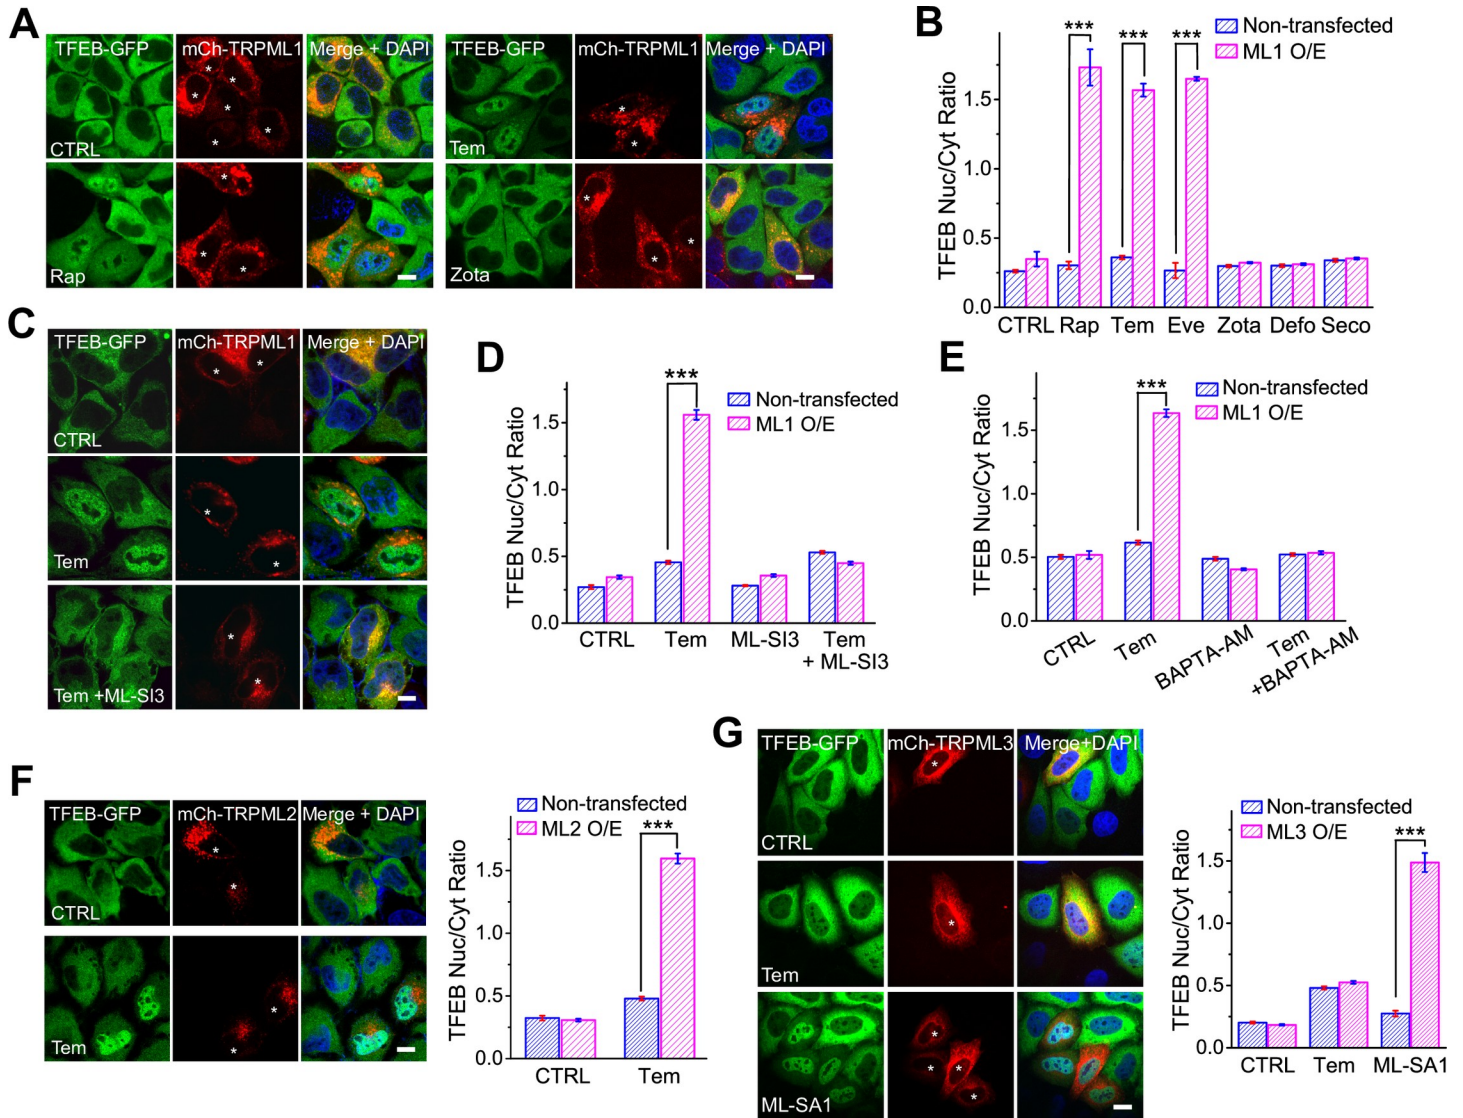 A
TFEB-GFP mCh-TRPML1 Merge + DAPI
CTRL
Rap
TFEB-GFP mCh-TRPML1 Merge + DAPI
Tem
Zota
B
Non-transfected
ML1 O/E
*** *** ***
TFEB Nuc/Cyt Ratio
1.5
1.0
0.5
0.0
CTRL Rap Tem Eve Zota Defo Seco
C
TFEB-GFP mCh-TRPML1 Merge + DAPI
CTRL
Tem
Tem +ML-SI3
D
***
Non-transfected
ML1 O/E
TFEB Nuc/Cyt Ratio
1.5
1.0
0.5
0.0
CTRL Tem ML-SI3 Tem
+ ML-SI3
E
***
Non-transfected
ML1 O/E
TFEB Nuc/Cyt Ratio
1.5
1.0
0.5
0.0
CTRL Tem BAPTA-AM Tem
+BAPTA-AM
F
TFEB-GFP mCh-TRPML2 Merge + DAPI
CTRL
Tem
Non-transfected
ML2 O/E
***
TFEB Nuc/Cyt Ratio
1.5
1.0
0.5
0.0
CTRL Tem
G
TFEB-GFP mCh-TRPML3 Merge+DAPI
CTRL
Tem
ML-SA1
Non-transfected
ML3 O/E
***
TFEB Nuc/Cyt Ratio
1.5
1.0
0.5
0.0
CTRL Tem ML-SA1